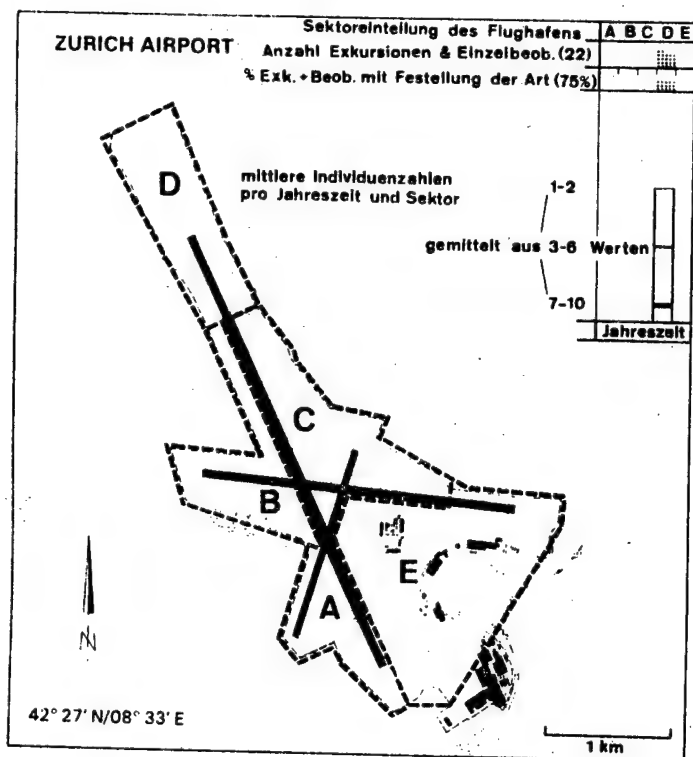 ZURICH AIRPORT
Sektoreinteilung des Flughafens A B C D E
Anzahl Exkursionen & Einzelbeob. (22)
% Exk. + Beob. mit Festellung der Art (75%)
D
mittlere Individuenzahlen
pro Jahreszeit und Sektor
1-2
gemittelt aus 3-6 Werten
7-10
Jahreszeit
C
B
E
A
N
42° 27' N/08° 33' E
1 km